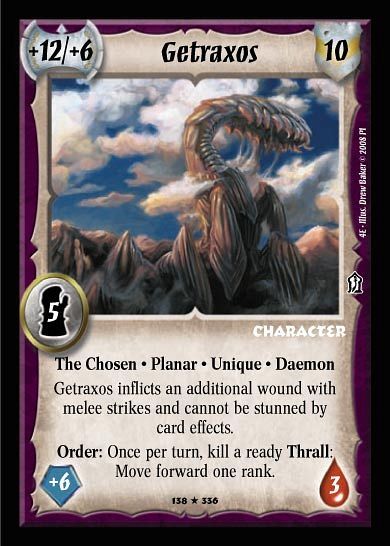 +12/+6
Getraxos
10
4E · Illus. Drew Baker © 2008 PI
5
CHARACTER
The Chosen • Planar • Unique • Daemon
Getraxos inflicts an additional wound with
melee strikes and cannot be stunned by
card effects.
Order: Once per turn, kill a ready Thrall:
Move forward one rank.
+6
3
138 ★ 336